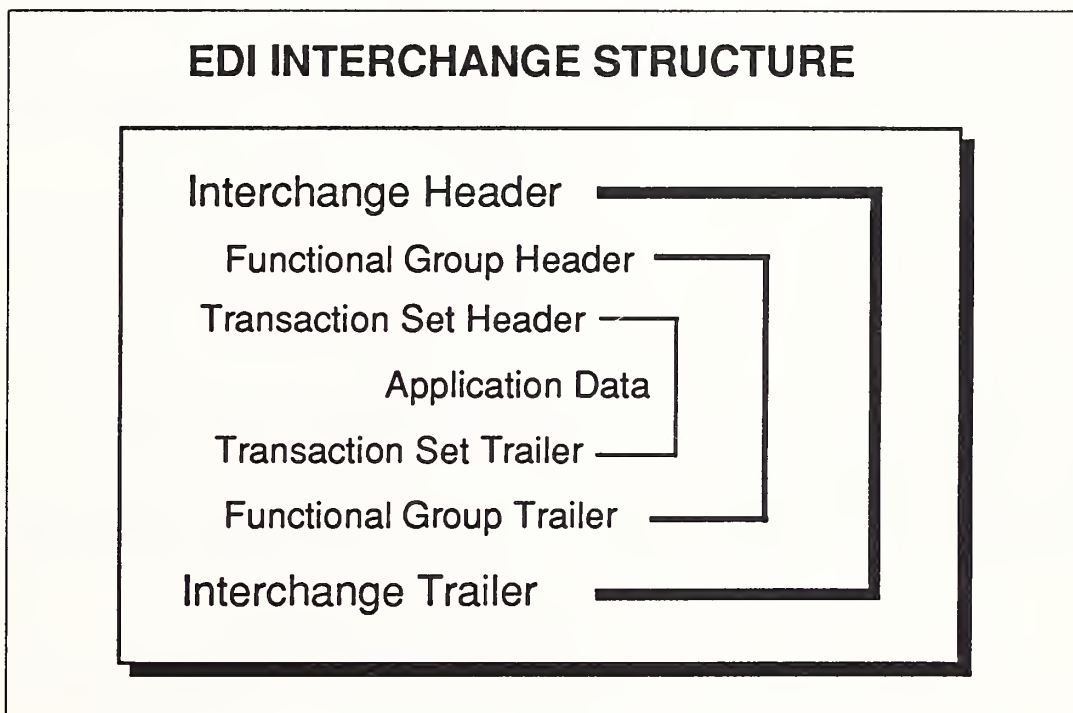 EDI INTERCHANGE STRUCTURE
Interchange Header
Functional Group Header
Transaction Set Header
Application Data
Transaction Set Trailer
Functional Group Trailer
Interchange Trailer